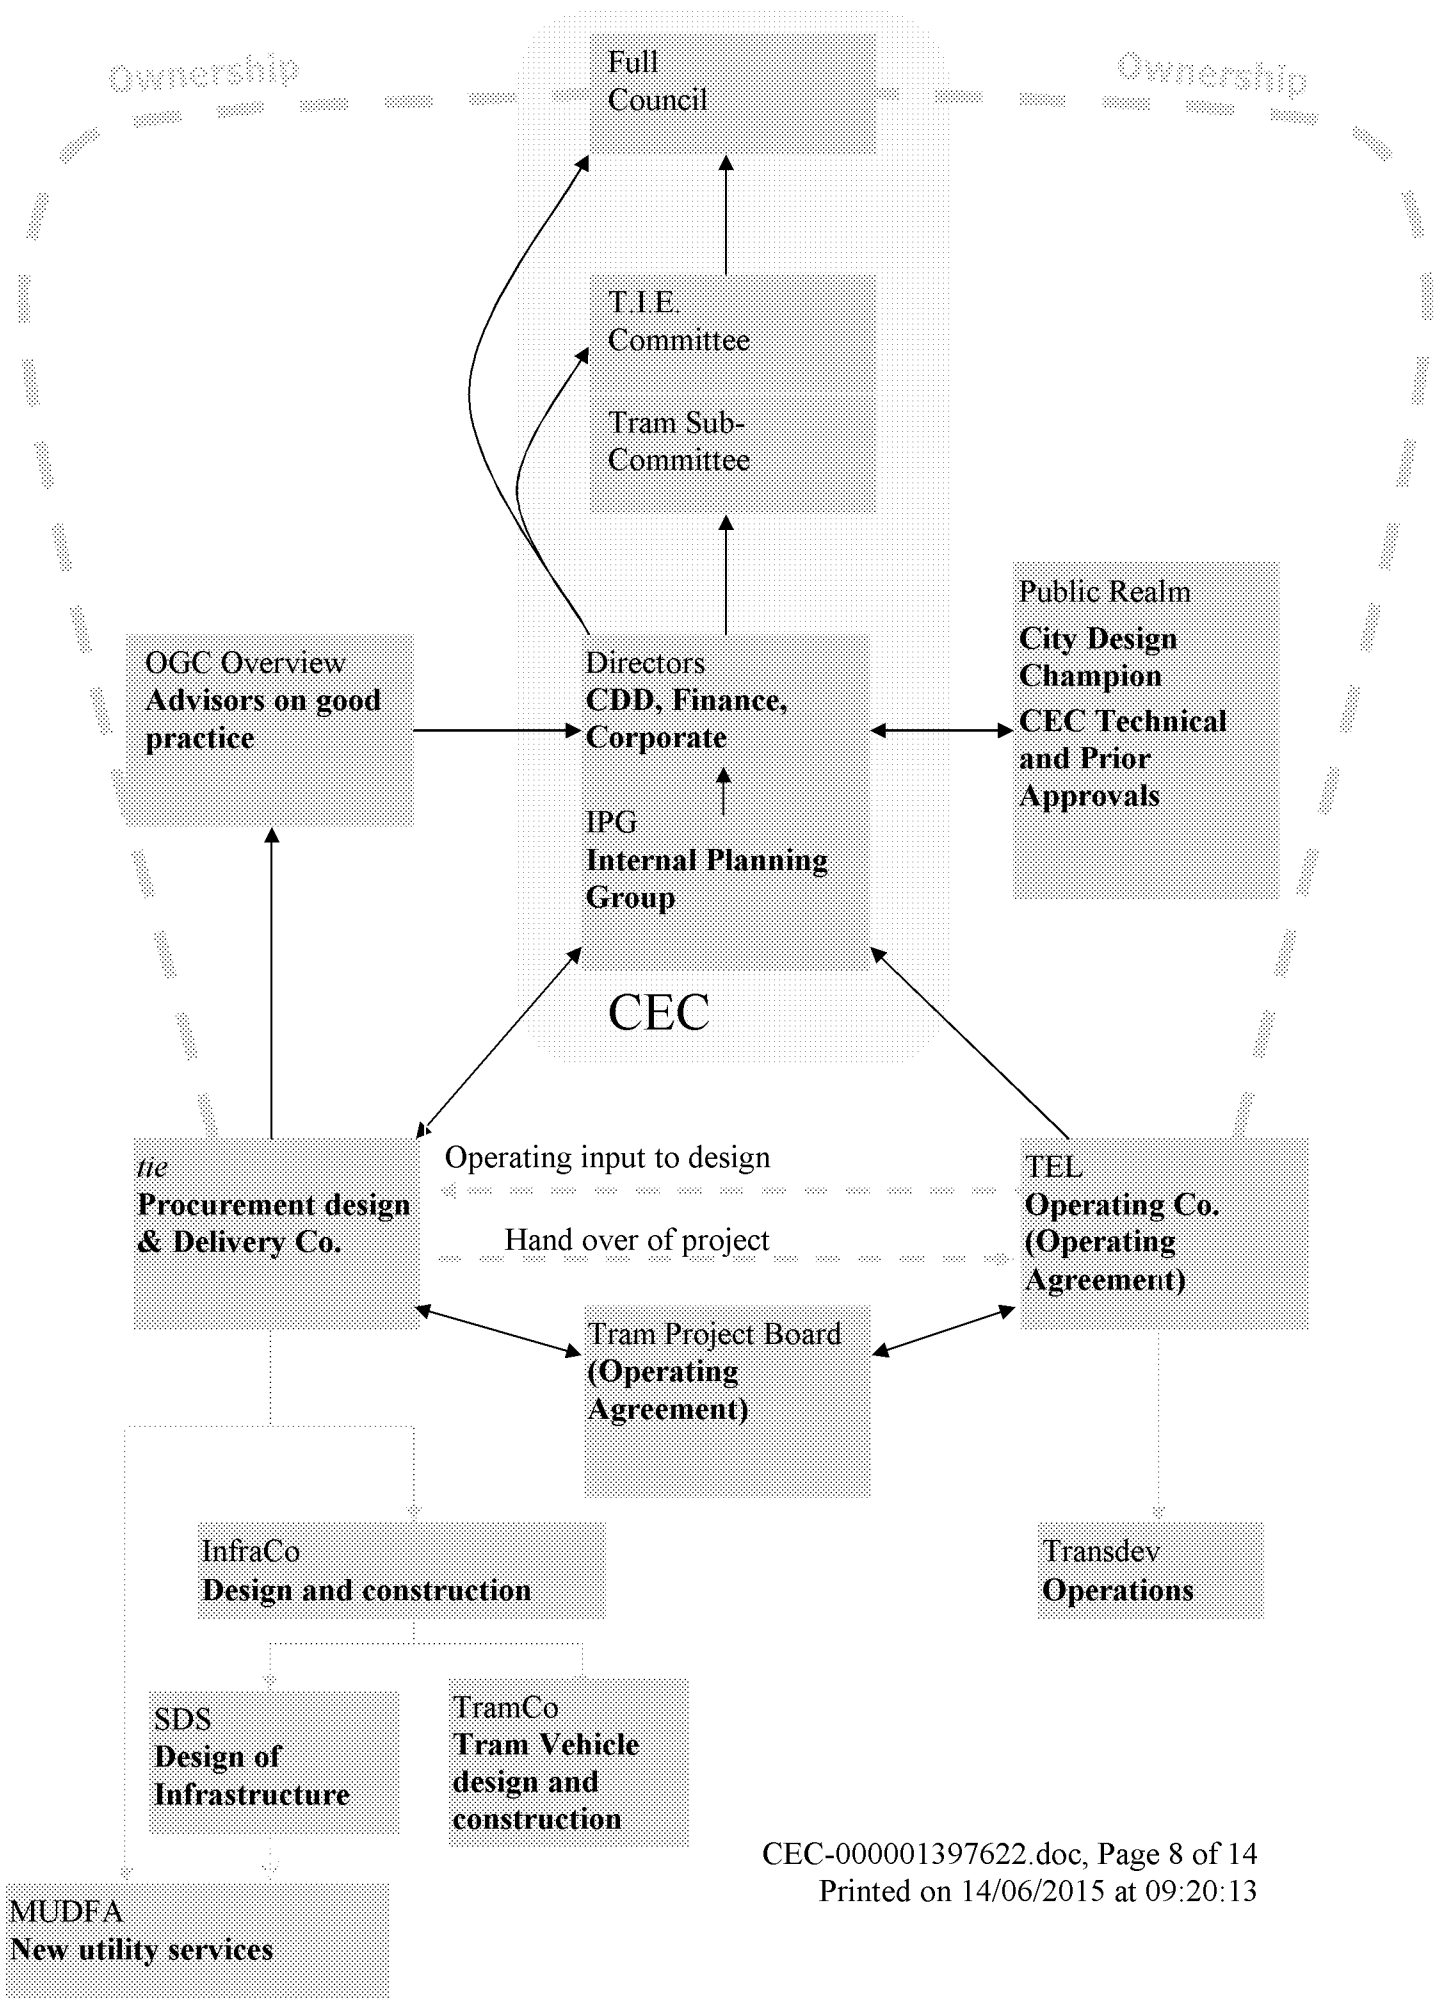 Ownership
Ownership
Full
Council
T.I.E.
Committee
Tram Sub-
Committee
OGC Overview
Advisors on good
practice
Directors
CDD, Finance,
Corporate
IPG
Internal Planning
Group
Public Realm
City Design
Champion
CEC Technical
and Prior
Approvals
CEC
tie
Procurement design
& Delivery Co.
Operating input to design
Hand over of project
TEL
Operating Co.
(Operating
Agreement)
Tram Project Board
(Operating
Agreement)
InfraCo
Design and construction
Transdev
Operations
SDS
Design of
Infrastructure
TramCo
Tram Vehicle
design and
construction
MUDFA
New utility services
CEC-000001397622.doc, Page 8 of 14
Printed on 14/06/2015 at 09:20:13